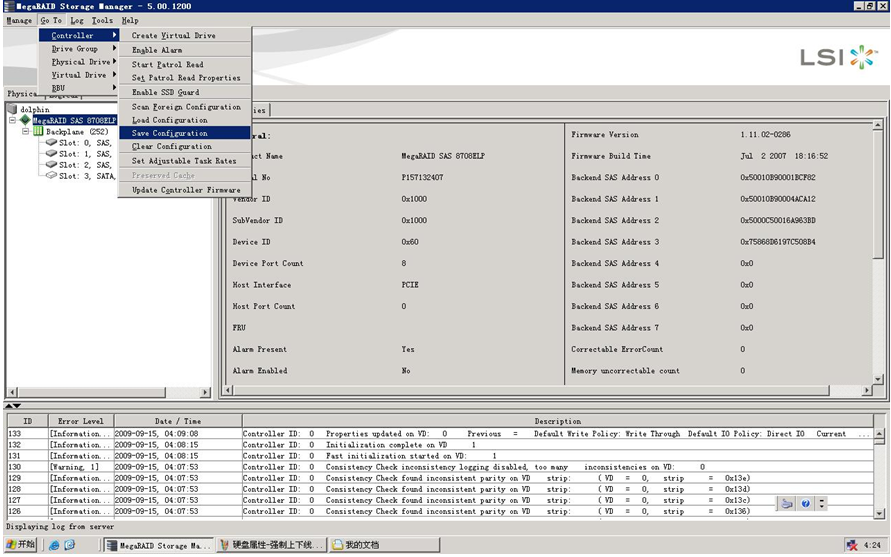 MegaRAID Storage Manager - 5.00.1200
Manage Go To Log Tools Help
Controller
Drive Group
Physical Drive
Virtual Drive
BBU
Create Virtual Drive
Enable Alarm
Start Patrol Read
Set Patrol Read Properties
Enable SSD Guard
Scan Foreign Configuration
Load Configuration
Save Configuration
Clear Configuration
Set Adjustable Task Rates
Preserved Cache
Update Controller Firmware
LSI
dolphin
MegaRAID SAS 8708ELP
Backplane (252)
Slot: 0, SAS,
Slot: 1, SAS,
Slot: 2, SAS,
Slot: 3, SATA,
MegaRAID SAS 8708ELP
P157132407
Vendor ID 0x1000
SubVendor ID 0x1000
Device ID 0x60
Device Port Count 8
Host Interface PCIE
Host Port Count 0
FRU
Alarm Present Yes
Alarm Enabled No
Firmware Version 1.11.02-0286
Firmware Build Time Jul 2 2007 18:16:52
Backend SAS Address 0 0x50010B90001BCF82
Backend SAS Address 1 0x50010B90004ACA12
Backend SAS Address 2 0x5000C50016A963BD
Backend SAS Address 3 0x75868D6197C508B4
Backend SAS Address 4 0x0
Backend SAS Address 5 0x0
Backend SAS Address 6 0x0
Backend SAS Address 7 0x0
Correctable ErrorCount 0
Memory uncorrectable count 0
ID Error Level Date / Time Description
133 [Information... 2009-09-15, 04:09:08 Controller ID: 0 Properties updated on VD: 0 Previous = Default Write Policy: Write Through Default IO Policy: Direct IO Current ...
132 [Information... 2009-09-15, 04:08:15 Controller ID: 0 Initialization complete on VD 1
131 [Information... 2009-09-15, 04:08:15 Controller ID: 0 Fast initialization started on VD: 1
130 [Warning, 1] 2009-09-15, 04:07:53 Controller ID: 0 Consistency Check inconsistency logging disabled, too many inconsistencies on VD: 0
129 [Information... 2009-09-15, 04:07:53 Controller ID: 0 Consistency Check found inconsistent parity on VD strip: ( VD = 0, strip = 0x13e)
128 [Information... 2009-09-15, 04:07:53 Controller ID: 0 Consistency Check found inconsistent parity on VD strip: ( VD = 0, strip = 0x13d)
127 [Information... 2009-09-15, 04:07:53 Controller ID: 0 Consistency Check found inconsistent parity on VD strip: ( VD = 0, strip = 0x13c)
126 [Information... 2009-09-15, 04:07:53 Controller ID: 0 Consistency Check found inconsistent parity on VD strip: ( VD = 0, strip = 0x136)
Displaying log from server
开始 MegaRAID Storage Ma... 硬盘属性-强制上下线... 我的文档 4:24